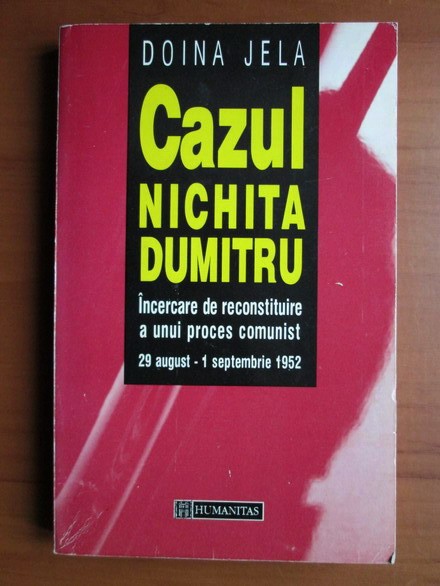 DOINA JELA
Cazul
NICHITA
DUMITRU
Încercare de reconstituire
a unui proces comunist
29 august - 1 septembrie 1952
HUMANITAS